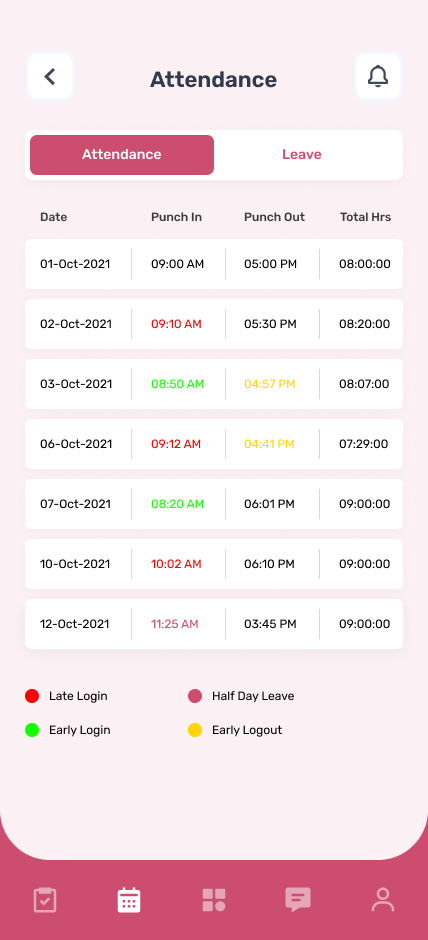 Attendance
Attendance Leave
Date Punch In Punch Out Total Hrs
01-Oct-2021 09:00 AM 05:00 PM 08:00:00
02-Oct-2021 09:10 AM 05:30 PM 08:20:00
03-Oct-2021 08:50 AM 04:57 PM 08:07:00
06-Oct-2021 09:12 AM 04:41 PM 07:29:00
07-Oct-2021 08:20 AM 06:01 PM 09:00:00
10-Oct-2021 10:02 AM 06:10 PM 09:00:00
12-Oct-2021 11:25 AM 03:45 PM 09:00:00
Late Login Half Day Leave
Early Login Early Logout